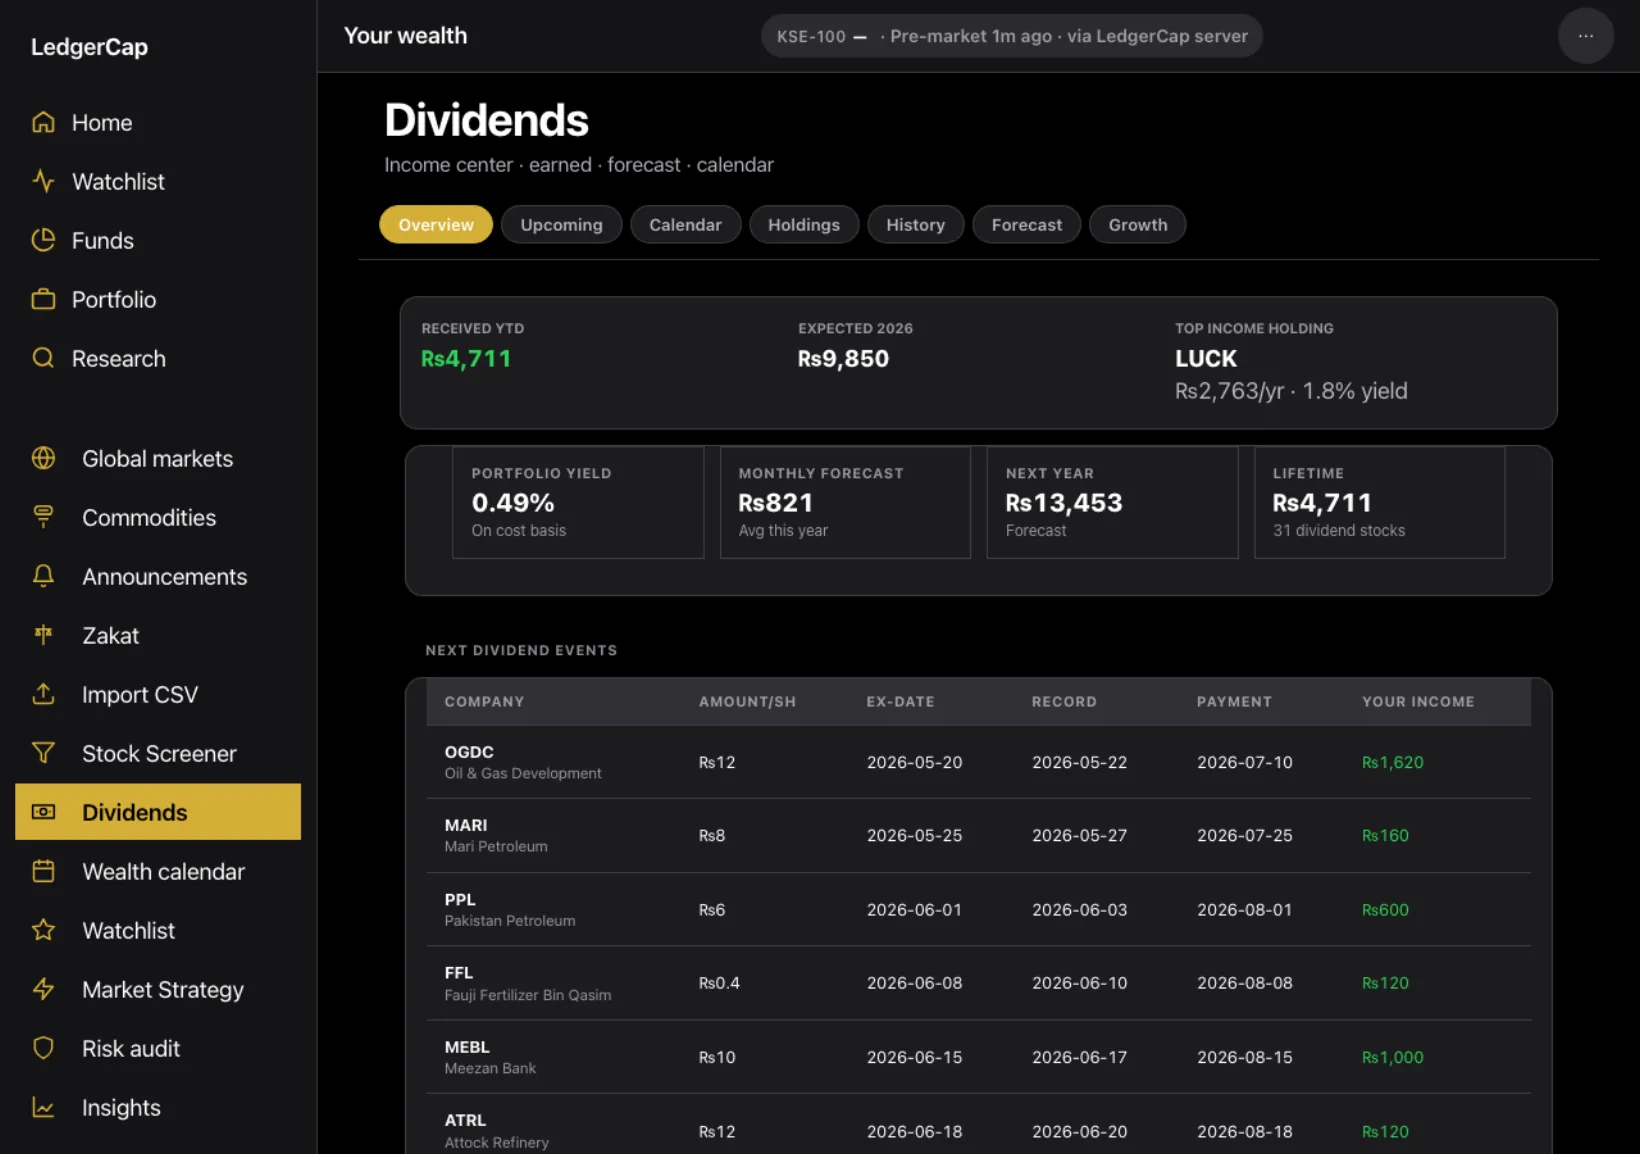 LedgerCap
Home
Watchlist
Funds
Portfolio
Research
Global markets
Commodities
Announcements
Zakat
Import CSV
Stock Screener
Dividends
Wealth calendar
Watchlist
Market Strategy
Risk audit
Insights
Your wealth
KSE-100 — · Pre-market 1m ago · via LedgerCap server
...
Dividends
Income center · earned · forecast · calendar
Overview Upcoming Calendar Holdings History Forecast Growth
RECEIVED YTD EXPECTED 2026 TOP INCOME HOLDING
Rs4,711 Rs9,850 LUCK
Rs2,763/yr · 1.8% yield
PORTFOLIO YIELD MONTHLY FORECAST NEXT YEAR LIFETIME
0.49% Rs821 Rs13,453 Rs4,711
On cost basis Avg this year Forecast 31 dividend stocks
NEXT DIVIDEND EVENTS
COMPANY AMOUNT/SH EX-DATE RECORD PAYMENT YOUR INCOME
OGDC
Oil & Gas Development
Rs12 2026-05-20 2026-05-22 2026-07-10 Rs1,620
MARI
Mari Petroleum
Rs8 2026-05-25 2026-05-27 2026-07-25 Rs160
PPL
Pakistan Petroleum
Rs6 2026-06-01 2026-06-03 2026-08-01 Rs600
FFL
Fauji Fertilizer Bin Qasim
Rs0.4 2026-06-08 2026-06-10 2026-08-08 Rs120
MEBL
Meezan Bank
Rs10 2026-06-15 2026-06-17 2026-08-15 Rs1,000
ATRL
Attock Refinery
Rs12 2026-06-18 2026-06-20 2026-08-18 Rs120